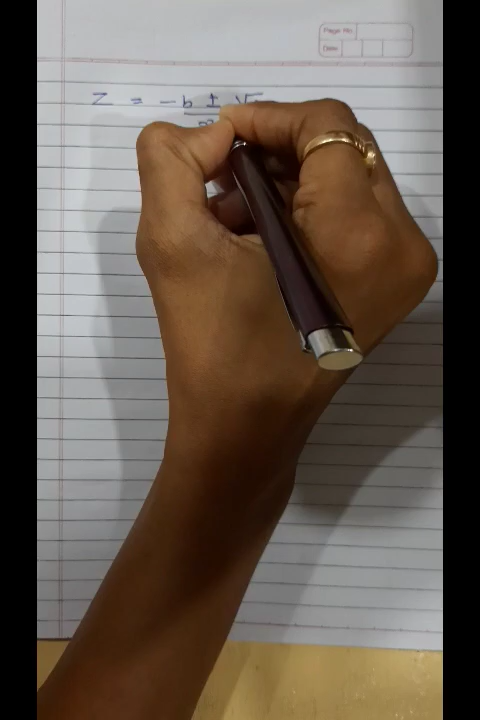 Page No.
Date
Z = -b ± √